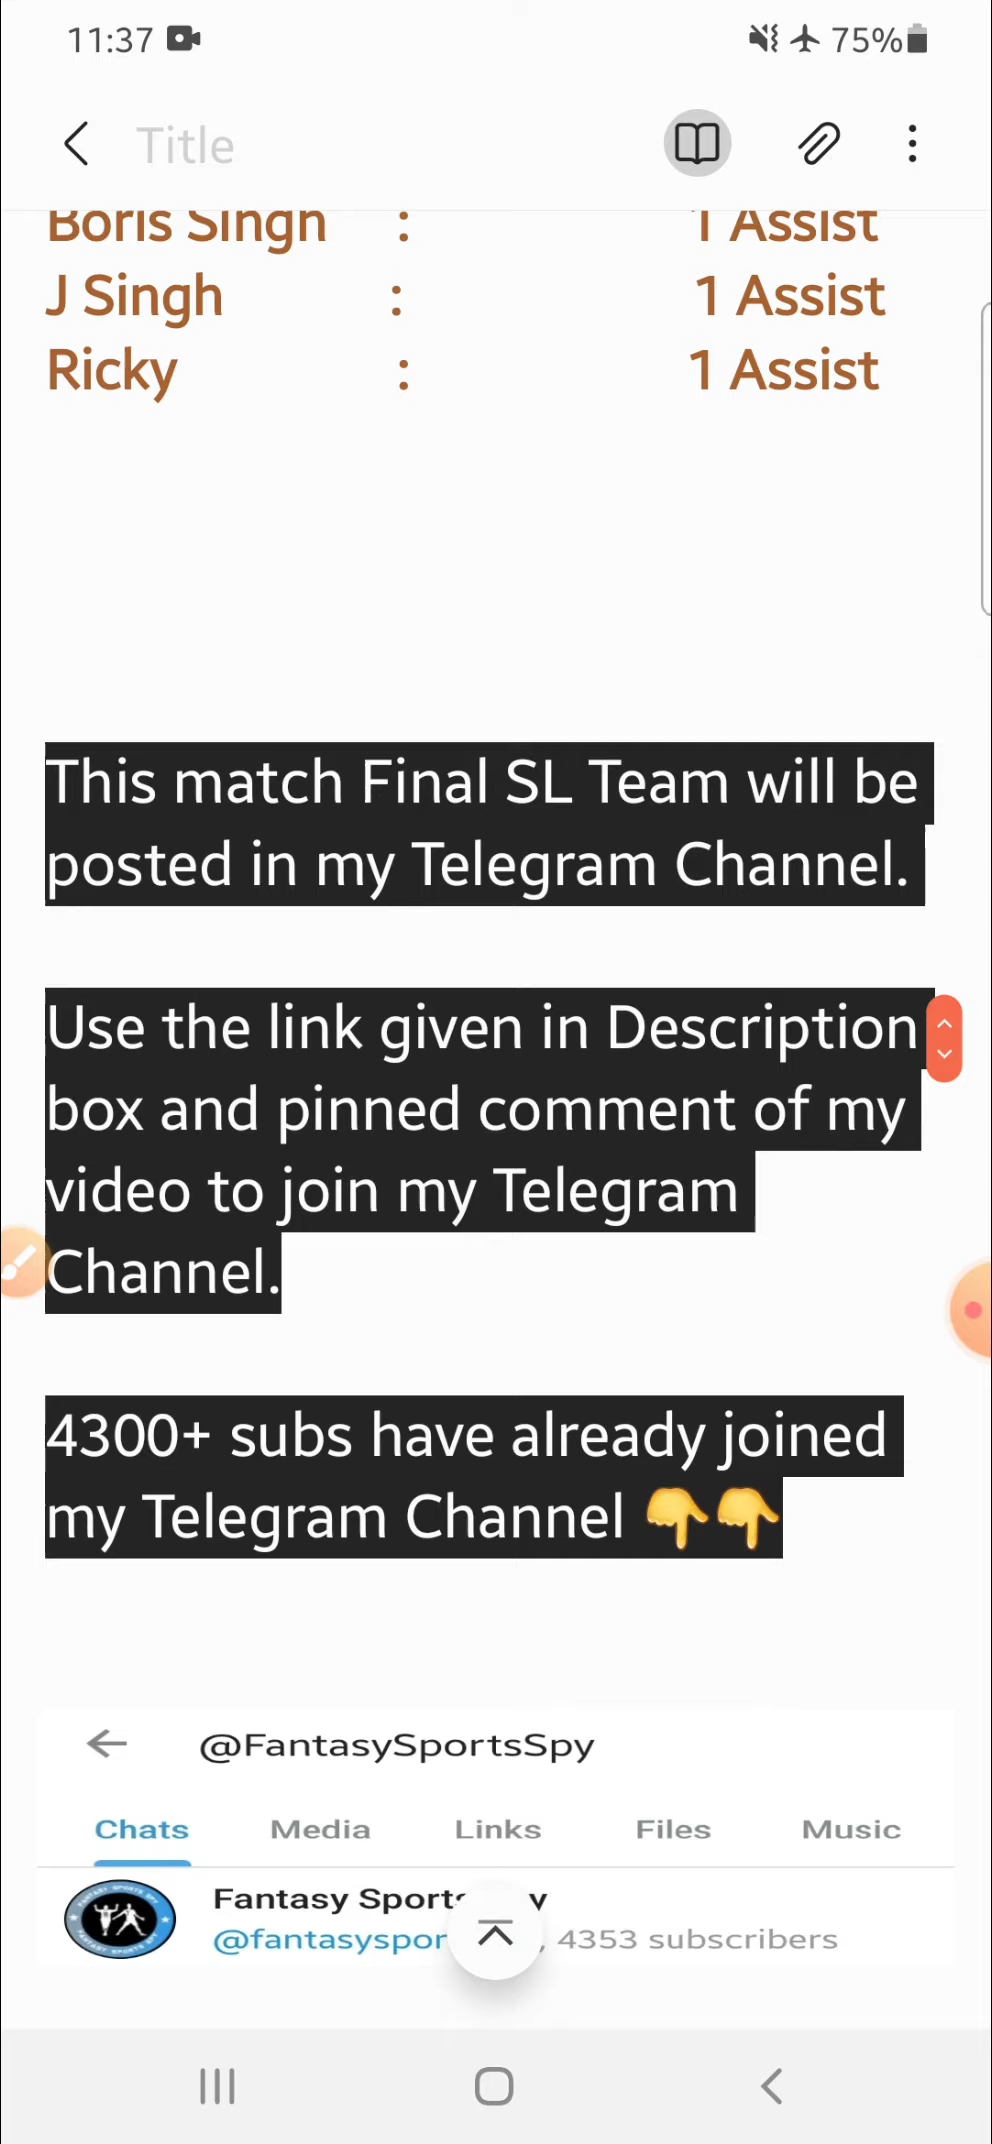 11:37 75%
Title
Boris Singh : 1 Assist
J Singh : 1 Assist
Ricky : 1 Assist
This match Final SL Team will be
posted in my Telegram Channel.
Use the link given in Description
box and pinned comment of my
video to join my Telegram
Channel.
4300+ subs have already joined
my Telegram Channel 👇👇
@FantasySportsSpy
Chats Media Links Files Music
Fantasy
4353 subscribers